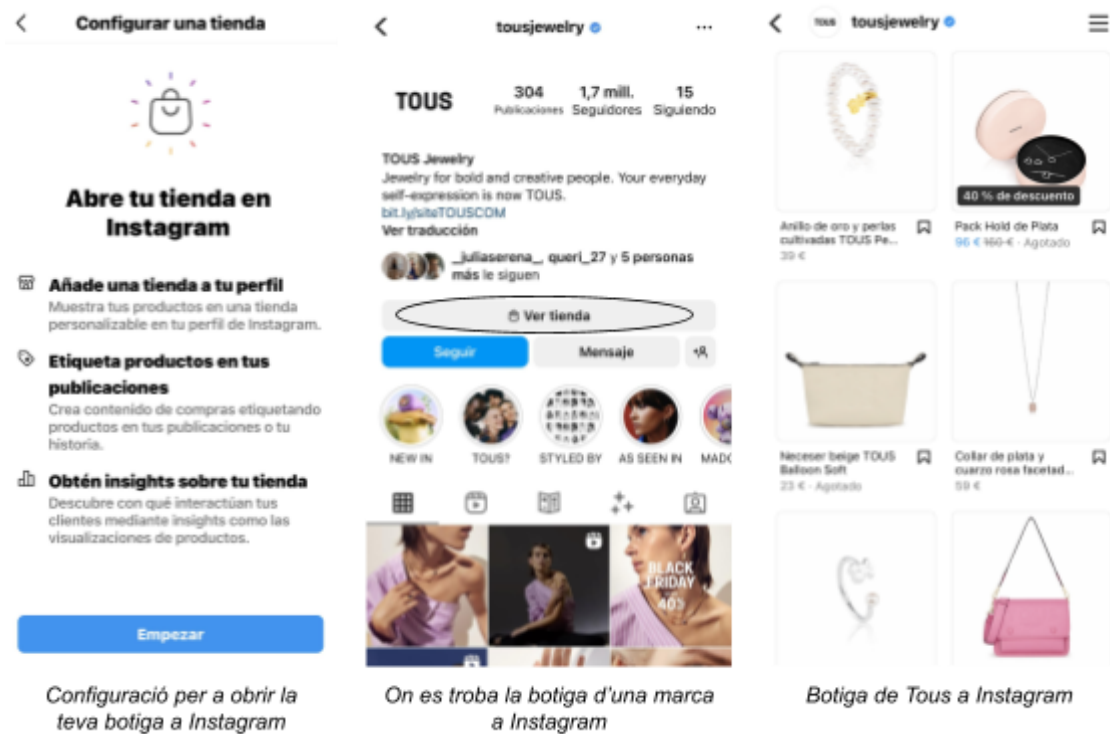 Configurar una tienda
Abre tu tienda en
Instagram
Añade una tienda a tu perfil
Muestra tus productos en una tienda
personalizable en tu perfil de Instagram.
Etiqueta productos en tus
publicaciones
Crea contenido de compras etiquetando
productos en tus publicaciones o tu
historia.
Obtén insights sobre tu tienda
Descubre con qué interactúan tus
clientes mediante insights como las
visualizaciones de productos.
Empezar
Configuració per a obrir la
teva botiga a Instagram
tousjewelry
TOUS
304 1,7 mill. 15
Publicaciones Seguidores Siguiendo
TOUS Jewelry
Jewelry for bold and creative people. Your everyday
self-expression is now TOUS.
bit.ly/siteTOUSCOM
Ver traducción
_juliaserena_, queri_27 y 5 personas
más le siguen
Ver tienda
Seguir Mensaje
NEW IN TOUS? STYLED BY AS SEEN IN MADO
BLACK
FRIDAY
40%
On es troba la botiga d'una marca
a Instagram
TOUS tousjewelry
40 % de descuento
Anillo de oro y perlas
cultivadas TOUS Pe...
39 €
Pack Hold de Plata
96 € 160 € · Agotado
Neceser beige TOUS
Balloon Soft
23 € · Agotado
Collar de plata y
cuarzo rosa facetad...
59 €
Botiga de Tous a Instagram